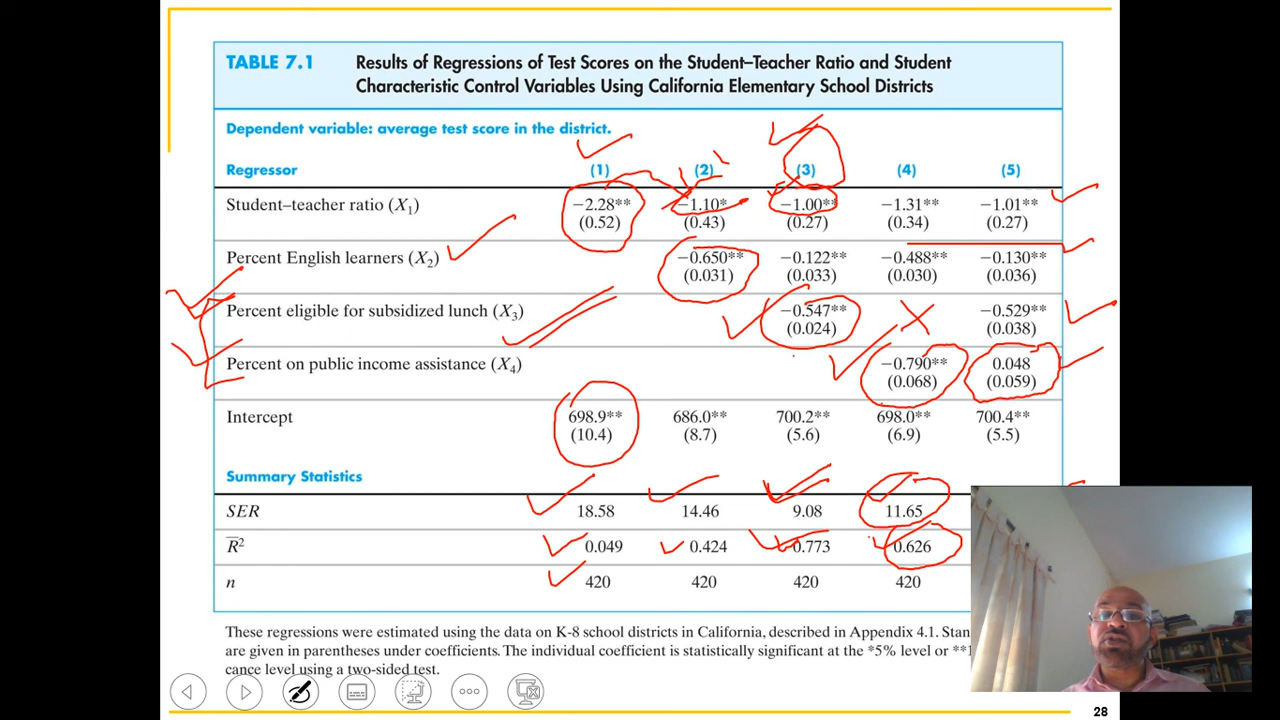 TABLE 7.1 Results of Regressions of Test Scores on the Student–Teacher Ratio and Student
Characteristic Control Variables Using California Elementary School Districts
Dependent variable: average test score in the district.
Regressor (1) (2) (3) (4) (5)
Student–teacher ratio (X1) −2.28** −1.10* −1.00** −1.31** −1.01**
(0.52) (0.43) (0.27) (0.34) (0.27)
Percent English learners (X2) −0.650** −0.122** −0.488** −0.130**
(0.031) (0.033) (0.030) (0.036)
Percent eligible for subsidized lunch (X3) −0.547** −0.529**
(0.024) (0.038)
Percent on public income assistance (X4) −0.790** 0.048
(0.068) (0.059)
Intercept 698.9** 686.0** 700.2** 698.0** 700.4**
(10.4) (8.7) (5.6) (6.9) (5.5)
Summary Statistics
SER 18.58 14.46 9.08 11.65
R̅2 0.049 0.424 0.773 0.626
n 420 420 420 420
These regressions were estimated using the data on K-8 school districts in California, described in Appendix 4.1. Stan
are given in parentheses under coefficients. The individual coefficient is statistically significant at the *5% level or **1
cance level using a two-sided test.
28